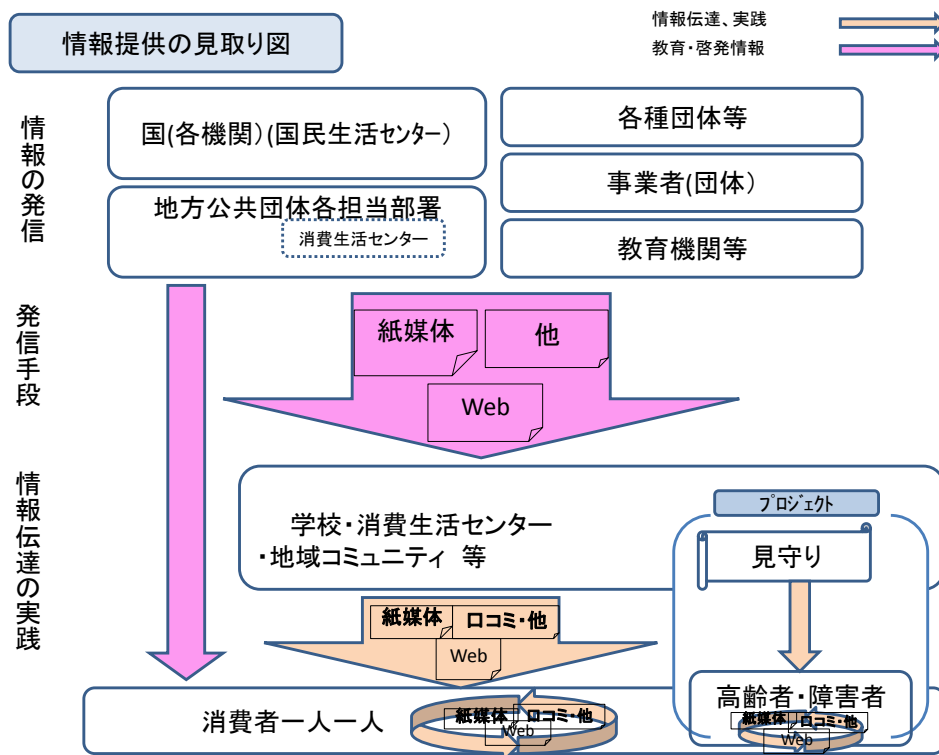 情報提供の見取り図
情報伝達、実践
教育・啓発情報
情報の発信
国(各機関)(国民生活センター)
地方公共団体各担当部署
消費生活センター
各種団体等
事業者(団体)
教育機関等
発信手段
紙媒体
他
Web
情報伝達の実践
学校・消費生活センター
・地域コミュニティ 等
プロジェクト
見守り
紙媒体
口コミ・他
Web
消費者一人一人
紙媒体
口コミ・他
Web
高齢者・障害者
紙媒体
口コミ・他
Web